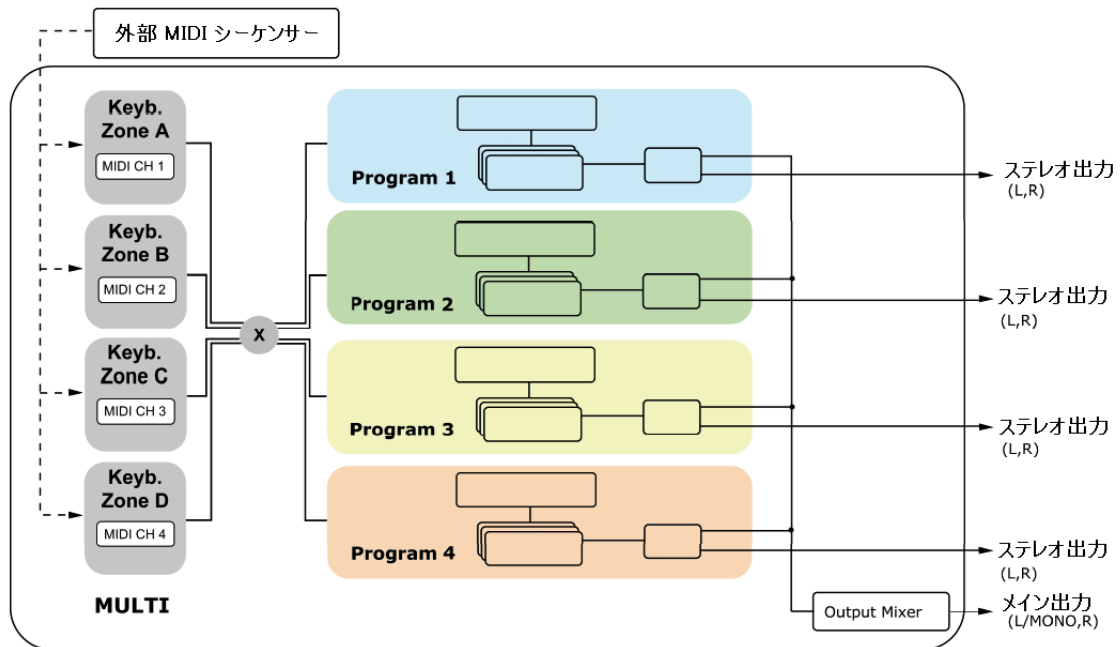 外部 MIDI シーケンサー
Keyb.
Zone A
MIDI CH 1
Keyb.
Zone B
MIDI CH 2
Keyb.
Zone C
MIDI CH 3
Keyb.
Zone D
MIDI CH 4
MULTI
X
Program 1
Program 2
Program 3
Program 4
ステレオ出力
(L,R)
ステレオ出力
(L,R)
ステレオ出力
(L,R)
ステレオ出力
(L,R)
Output Mixer
メイン出力
(L/MONO,R)